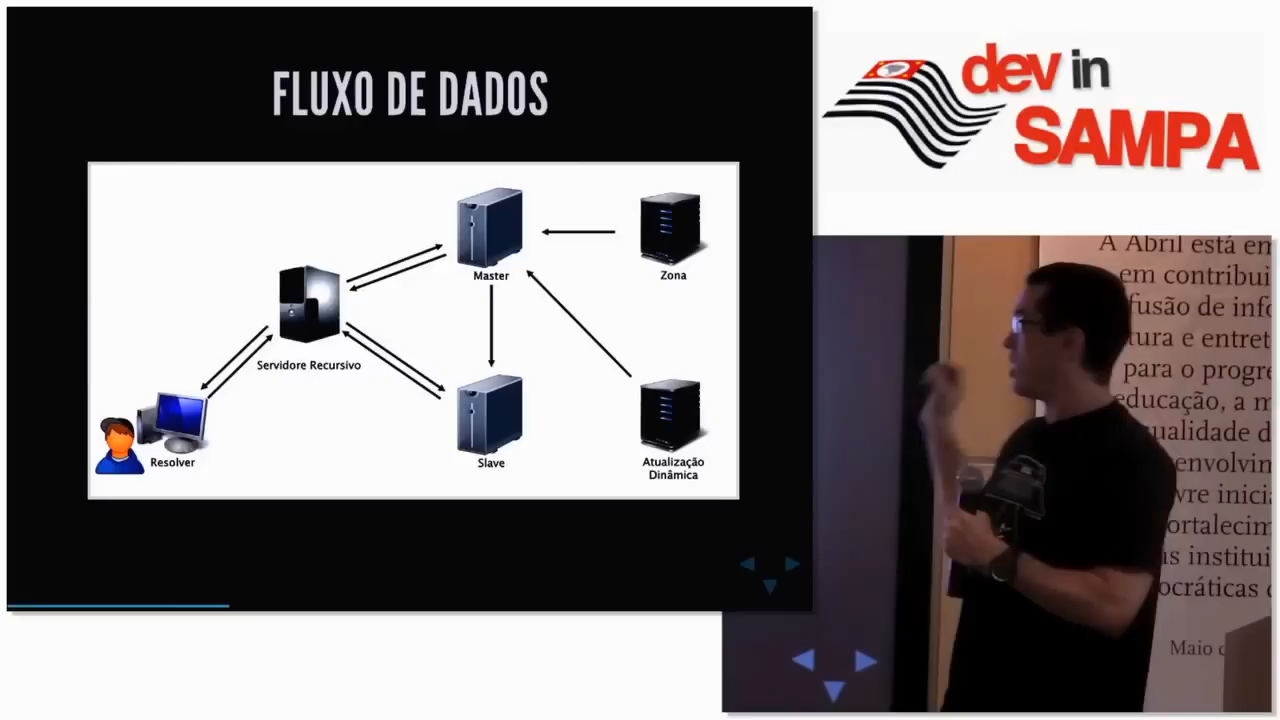 FLUXO DE DADOS
Master
Zona
Servidore Recursivo
Resolver
Slave
Atualização
Dinâmica
dev in
SAMPA
A Abril está em
em contribui
fusão de info
tura e entret
para o progre
educação, a m
ualidade d
envolvin
vre inici
ortalecim
s institui
ocráticas
Maio